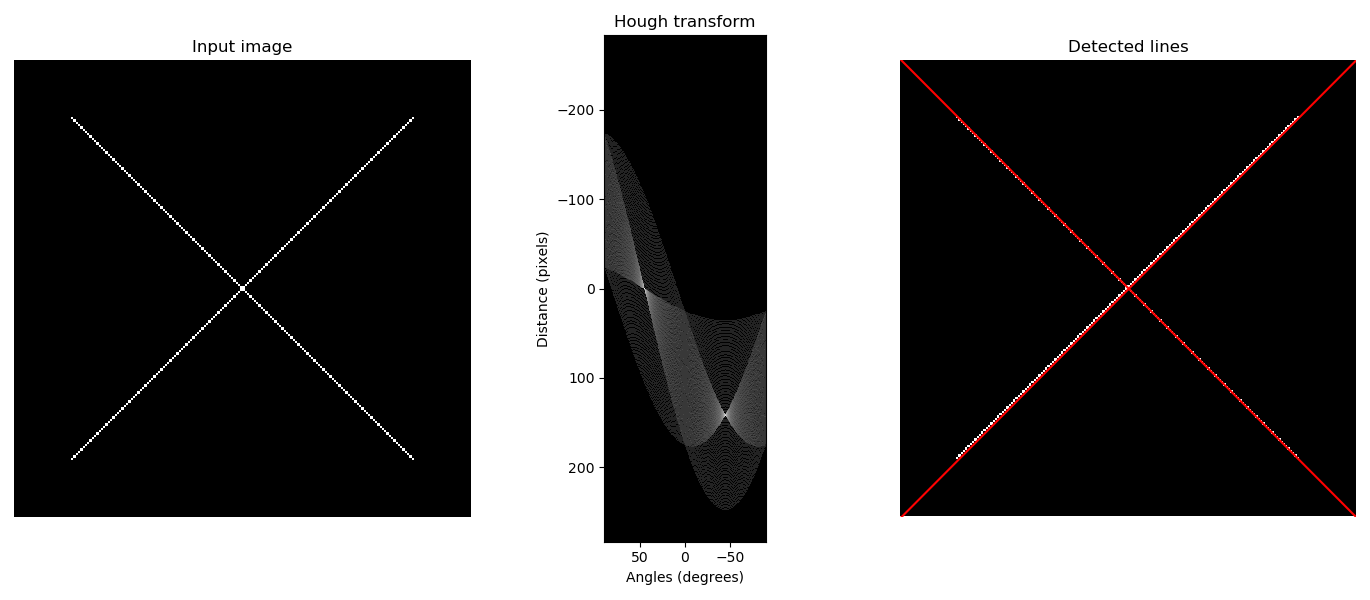 Input image
Hough transform
Detected lines
−200
−100
0
100
200
Distance (pixels)
50 0 −50
Angles (degrees)